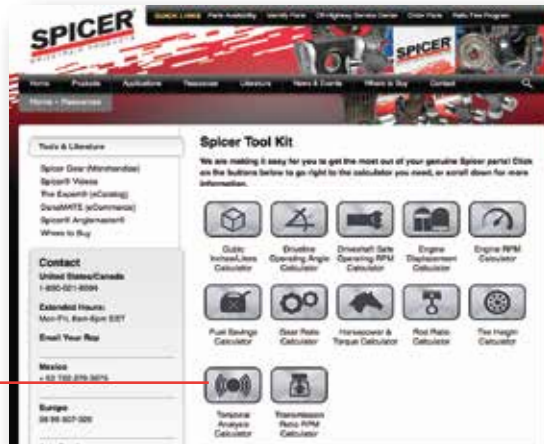 SPICER
DRIVETRAIN PRODUCTS
QUICK LINKS Parts Availability Identify Parts Off-Highway Service Center Order Parts
SPICER
Home Products Applications Resources Literature News & Events Where to Buy Contact
Home > Resources
Tools & Literature
Spicer Gear (Merchandise)
Spicer® Videos
The Expert® (eCatalog)
DanaMATE (eCommerce)
Spicer® Anglemaster®
Where to Buy
Contact
United States/Canada
Extended Hours:
Mon-Fri, 8am-5pm EST
Email Your Rep
Mexico
Europe
Spicer Tool Kit
We are making it easy for you to get the most out of your genuine Spicer parts! Click
on the buttons below to go right to the calculator you need, or scroll down for more
information.
Cubic Inches/Liters Calculator
Driveline Operating Angle Calculator
Driveshaft Safe Operating RPM Calculator
Engine Displacement Calculator
Engine RPM Calculator
Fuel Savings Calculator
Gear Ratio Calculator
Horsepower & Torque Calculator
Rod Ratio Calculator
Tire Height Calculator
Torsional Analysis Calculator
Transmission Ratio RPM Calculator